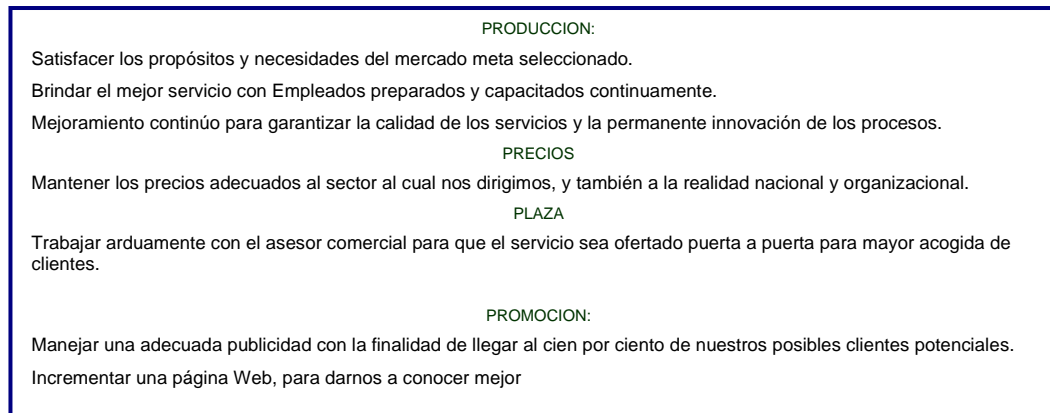 PRODUCCION:
Satisfacer los propósitos y necesidades del mercado meta seleccionado.
Brindar el mejor servicio con Empleados preparados y capacitados continuamente.
Mejoramiento continúo para garantizar la calidad de los servicios y la permanente innovación de los procesos.
PRECIOS
Mantener los precios adecuados al sector al cual nos dirigimos, y también a la realidad nacional y organizacional.
PLAZA
Trabajar arduamente con el asesor comercial para que el servicio sea ofertado puerta a puerta para mayor acogida de
clientes.
PROMOCION:
Manejar una adecuada publicidad con la finalidad de llegar al cien por ciento de nuestros posibles clientes potenciales.
Incrementar una página Web, para darnos a conocer mejor